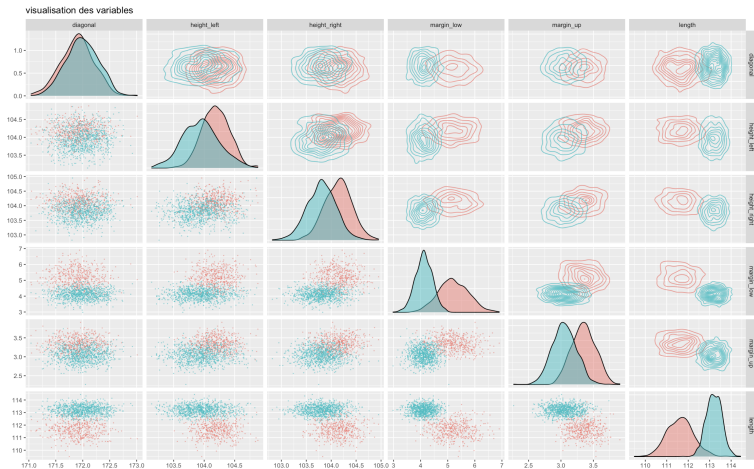 visualisation des variables
diagonal height_left height_right margin_low margin_up length
1.0
0.5
0.0
diagonal
104.5
104.0
103.5
height_left
105.0
104.5
104.0
103.5
103.0
height_right
7
6
5
4
3
margin_low
3.5
3.0
2.5
margin_up
114
113
112
111
110
length
171.0 171.5 172.0 172.5 173.0 103.5 104.0 104.5 103.0 103.5 104.0 104.5 105.0 3 4 5 6 7 2.5 3.0 3.5 110 111 112 113 114